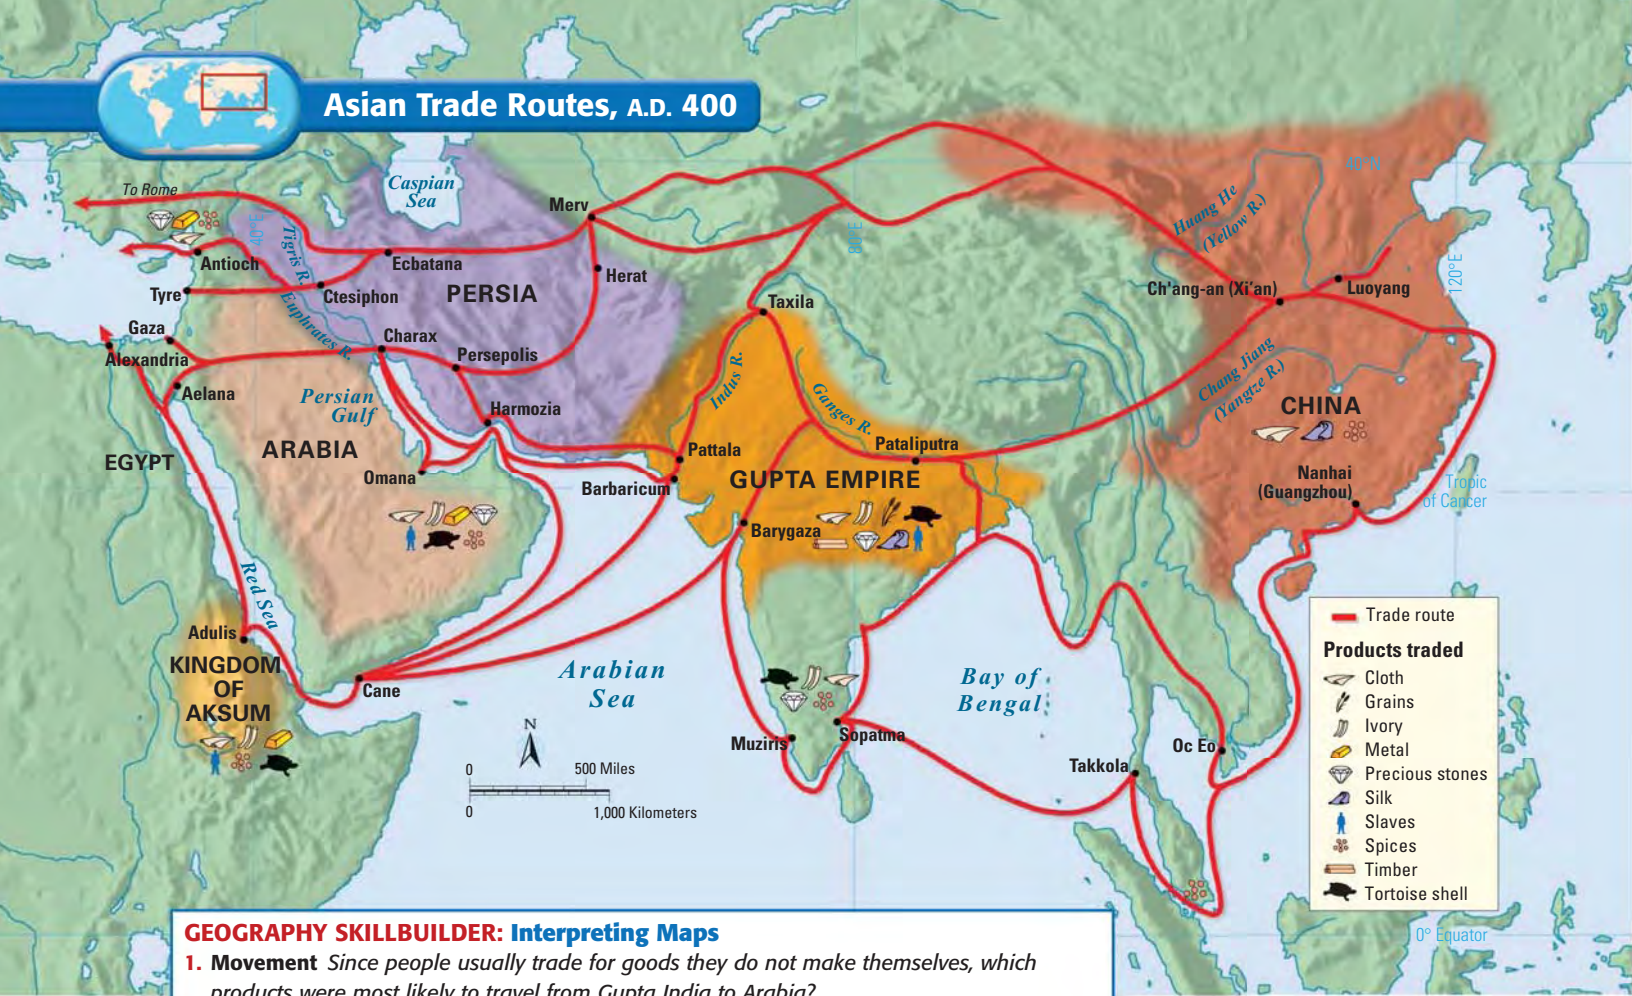 Asian Trade Routes, A.D. 400
To Rome
Caspian
Sea
40°E
Tigris R.
Euphrates R.
Antioch
Tyre
Gaza
Alexandria
Aelana
Ecbatana
Ctesiphon
Charax
PERSIA
Persepolis
Harmozia
Merv
Herat
Persian
Gulf
ARABIA
Omana
EGYPT
Red Sea
Adulis
KINGDOM
OF
AKSUM
Cane
Arabian
Sea
80°E
Taxila
Indus R.
Ganges R.
Pattala
Barbaricum
GUPTA EMPIRE
Pataliputra
Barygaza
Muziris
Sopatma
Bay of
Bengal
Takkola
Oc Eo
40°N
Huang He
(Yellow R.)
Ch'ang-an (Xi'an)
Luoyang
120°E
Chang Jiang
(Yangtze R.)
CHINA
Nanhai
(Guangzhou)
Tropic
of Cancer
0° Equator
N
0 500 Miles
0 1,000 Kilometers
Trade route
Products traded
Cloth
Grains
Ivory
Metal
Precious stones
Silk
Slaves
Spices
Timber
Tortoise shell
GEOGRAPHY SKILLBUILDER: Interpreting Maps
1. Movement Since people usually trade for goods they do not make themselves, which
products were most likely to travel from Gupta India to Arabia?